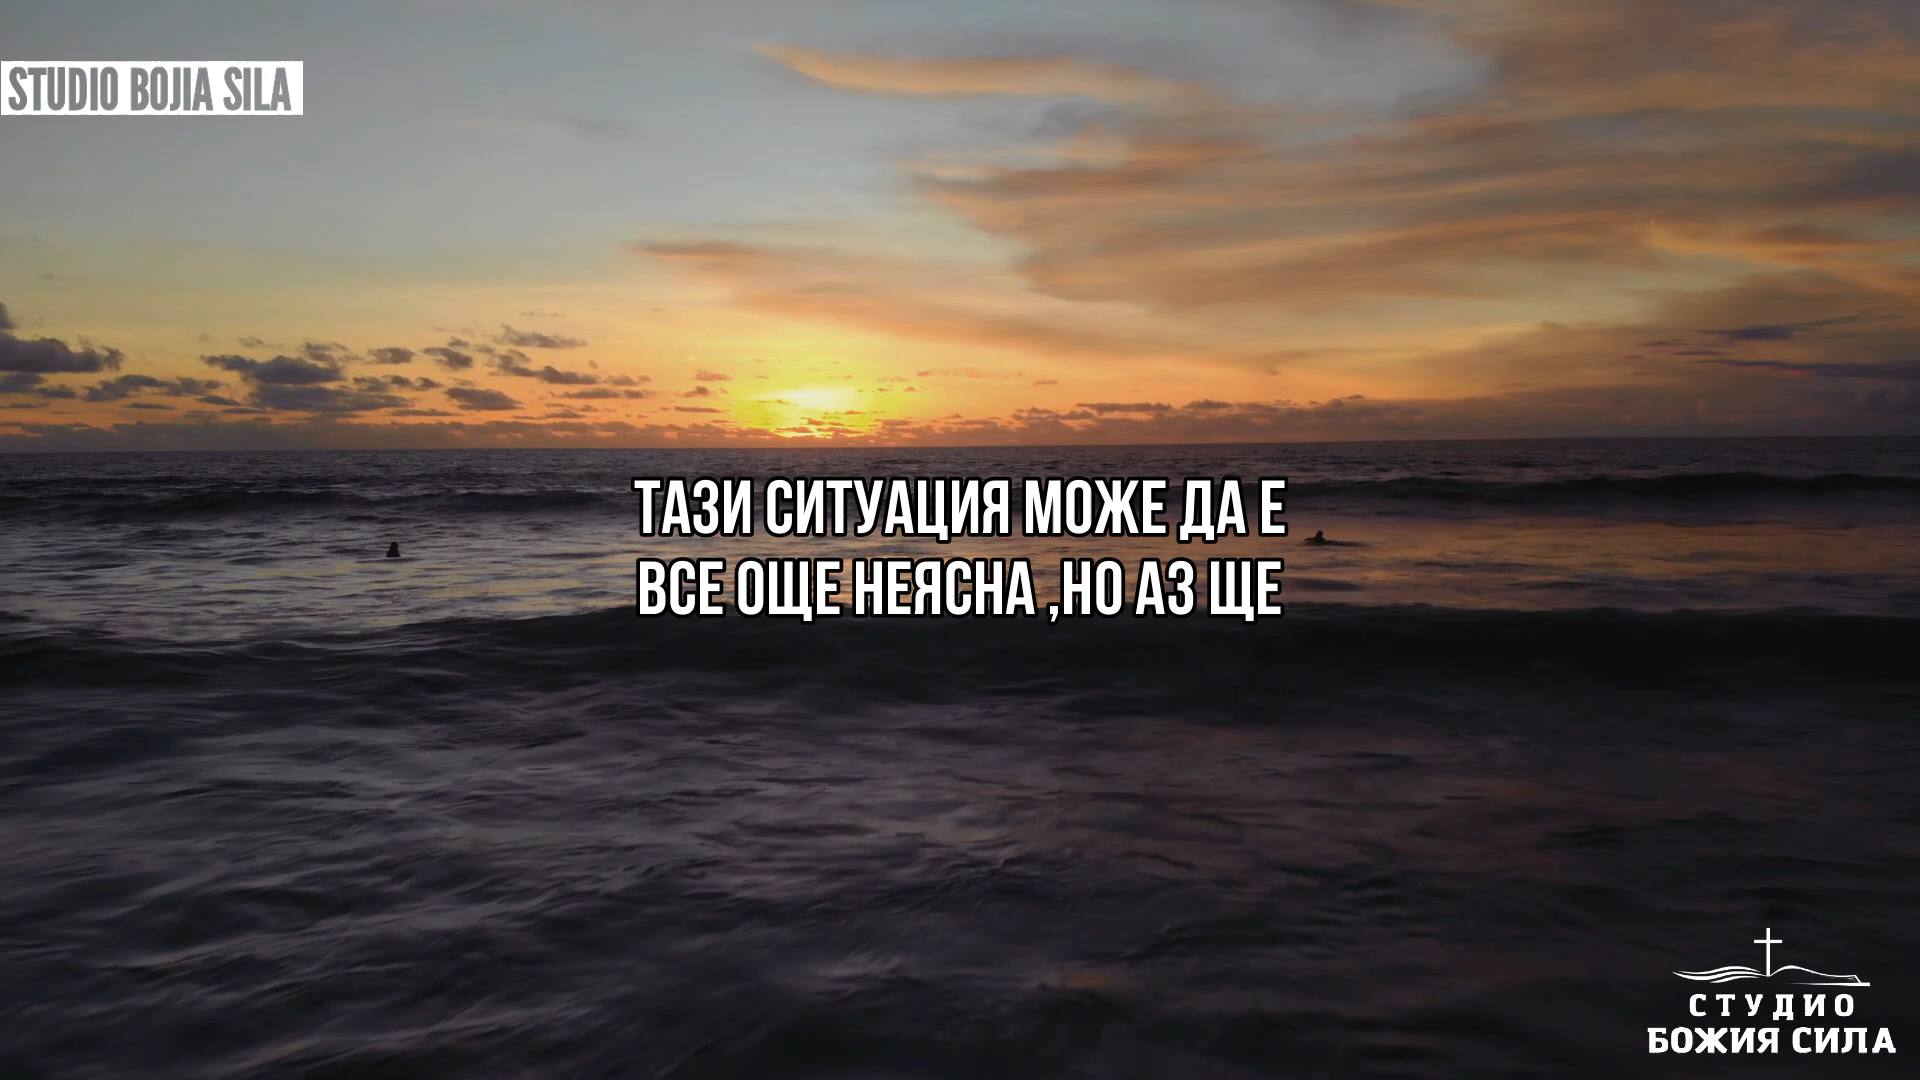 STUDIO BOJIA SILA
ТАЗИ СИТУАЦИЯ МОЖЕ ДА Е
ВСЕ ОЩЕ НЕЯСНА ,НО АЗ ЩЕ
СТУДИО
БОЖИЯ СИЛА